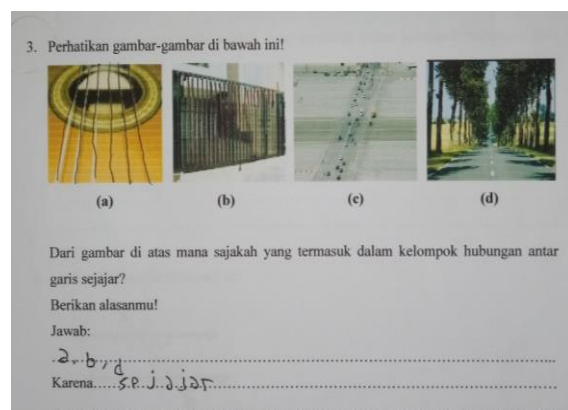 3. Perhatikan gambar-gambar di bawah ini!
(a) (b) (c) (d)
Dari gambar di atas mana sajakah yang termasuk dalam kelompok hubungan antar
garis sejajar?
Berikan alasanmu!
Jawab:
a, b, d
Karena.....sejajar.....